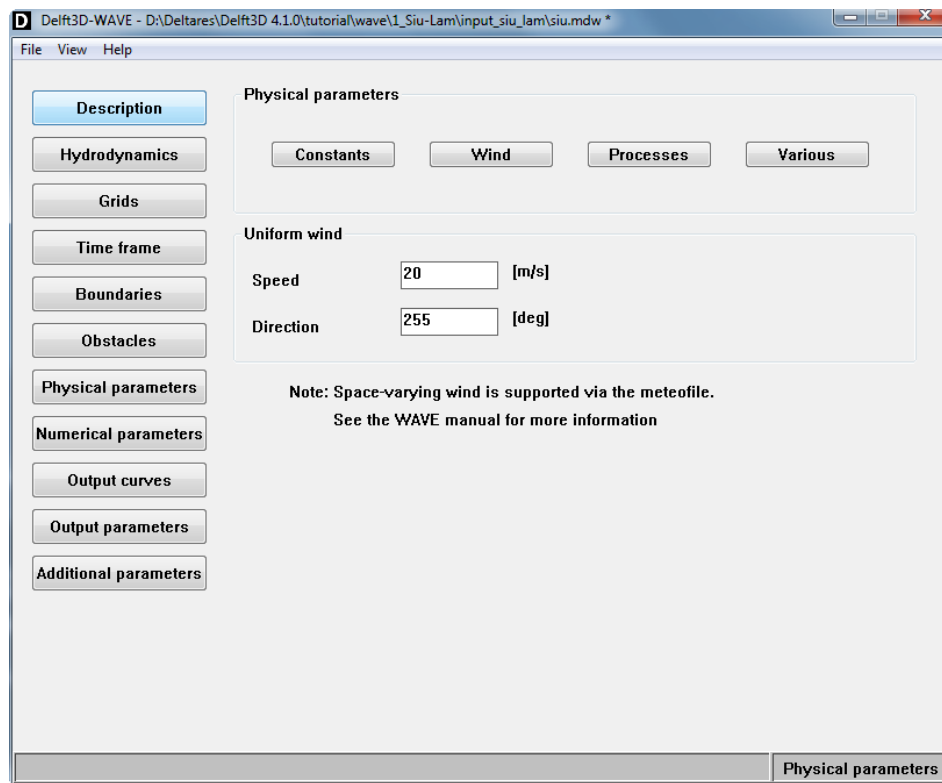 D Delft3D-WAVE - D:\Deltares\Delft3D 4.1.0\tutorial\wave\1_Siu-Lam\input_siu_lam\siu.mdw *
File View Help
Description
Hydrodynamics
Grids
Time frame
Boundaries
Obstacles
Physical parameters
Numerical parameters
Output curves
Output parameters
Additional parameters
Physical parameters
Constants Wind Processes Various
Uniform wind
Speed 20 [m/s]
Direction 255 [deg]
Note: Space-varying wind is supported via the meteofile.
See the WAVE manual for more information
Physical parameters